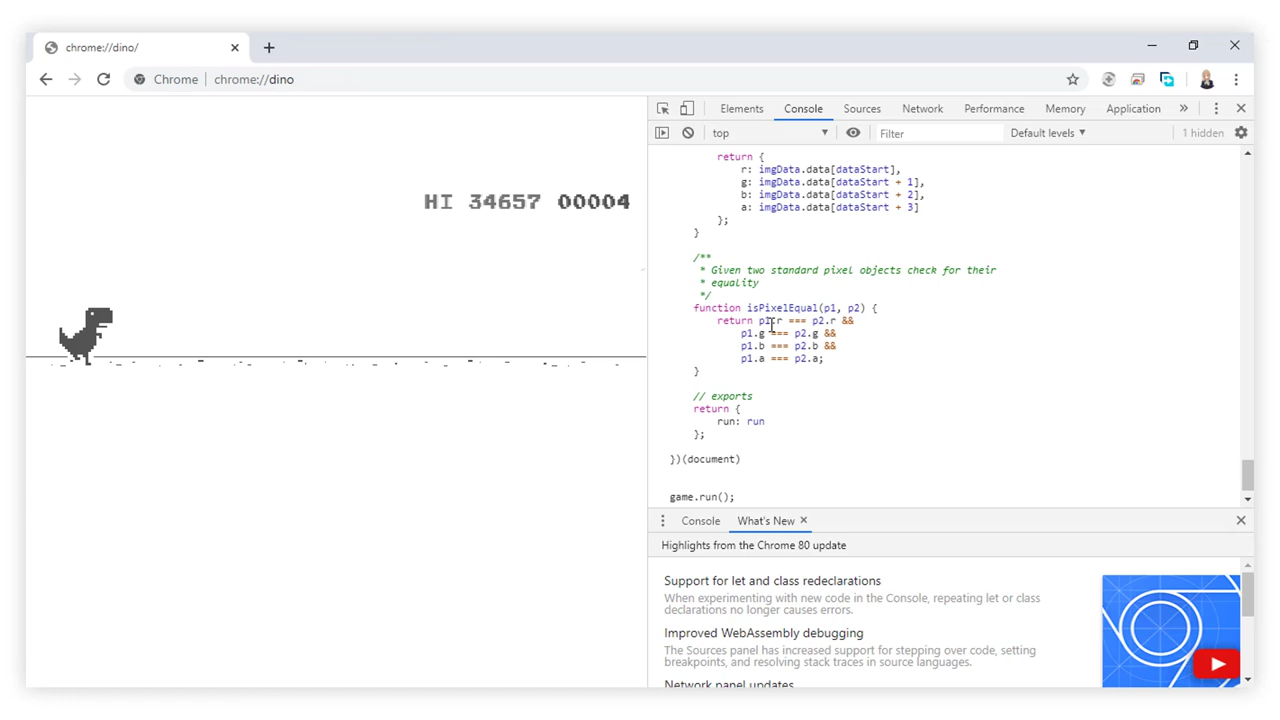 chrome://dino/
Chrome chrome://dino
Elements Console Sources Network Performance Memory Application
top Filter Default levels 1 hidden
HI 34657 00004
return {
r: imgData.data[dataStart],
g: imgData.data[dataStart + 1],
b: imgData.data[dataStart + 2],
a: imgData.data[dataStart + 3]
};
}
/**
* Given two standard pixel objects check for their
* equality
*/
function isPixelEqual(p1, p2) {
return p1.r === p2.r &&
p1.g === p2.g &&
p1.b === p2.b &&
p1.a === p2.a;
}
// exports
return {
run: run
};
})(document)
game.run();
Console What's New
Highlights from the Chrome 80 update
Support for let and class redeclarations
When experimenting with new code in the Console, repeating let or class
declarations no longer causes errors.
Improved WebAssembly debugging
The Sources panel has increased support for stepping over code, setting
breakpoints, and resolving stack traces in source languages.
Network panel updates